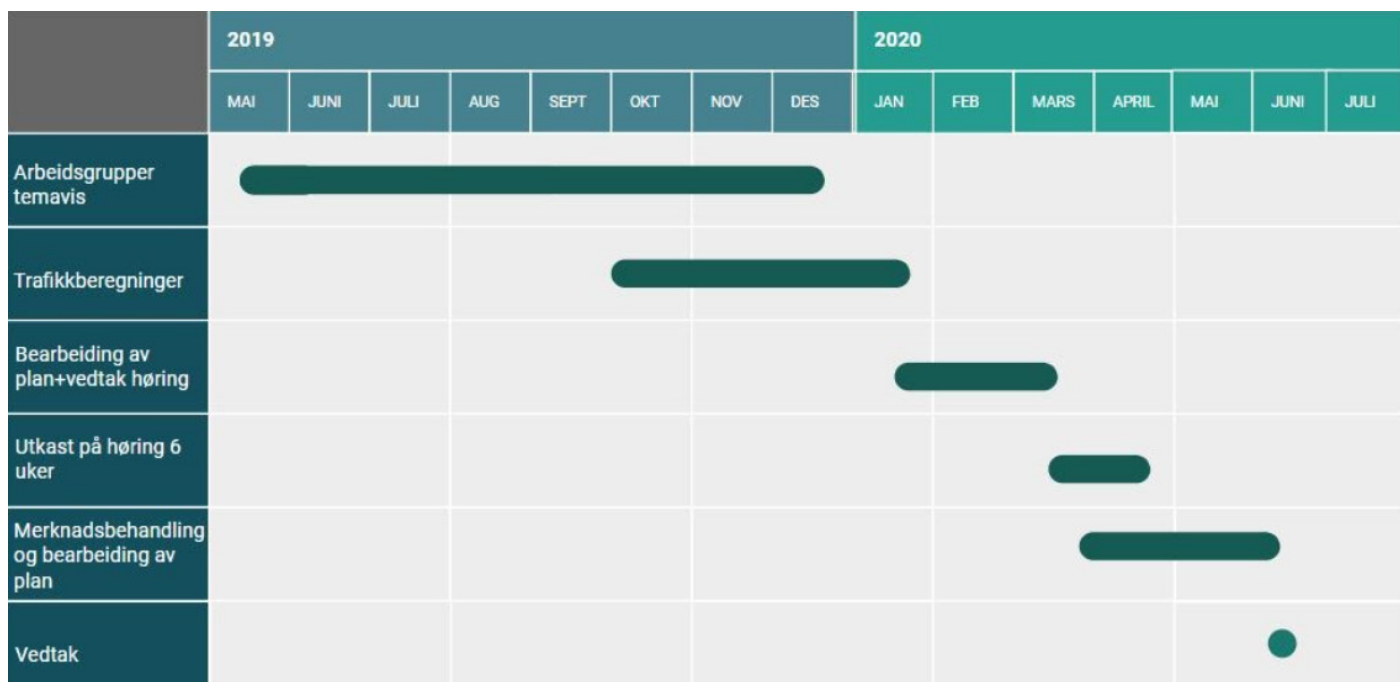 2019
2020
MAI
JUNI
JULI
AUG
SEPT
OKT
NOV
DES
JAN
FEB
MARS
APRIL
MAI
JUNI
JULI
Arbeidsgrupper
temavis
Trafikkberegninger
Bearbeiding av
plan+vedtak høring
Utkast på høring 6
uker
Merknadsbehandling
og bearbeiding av
plan
Vedtak